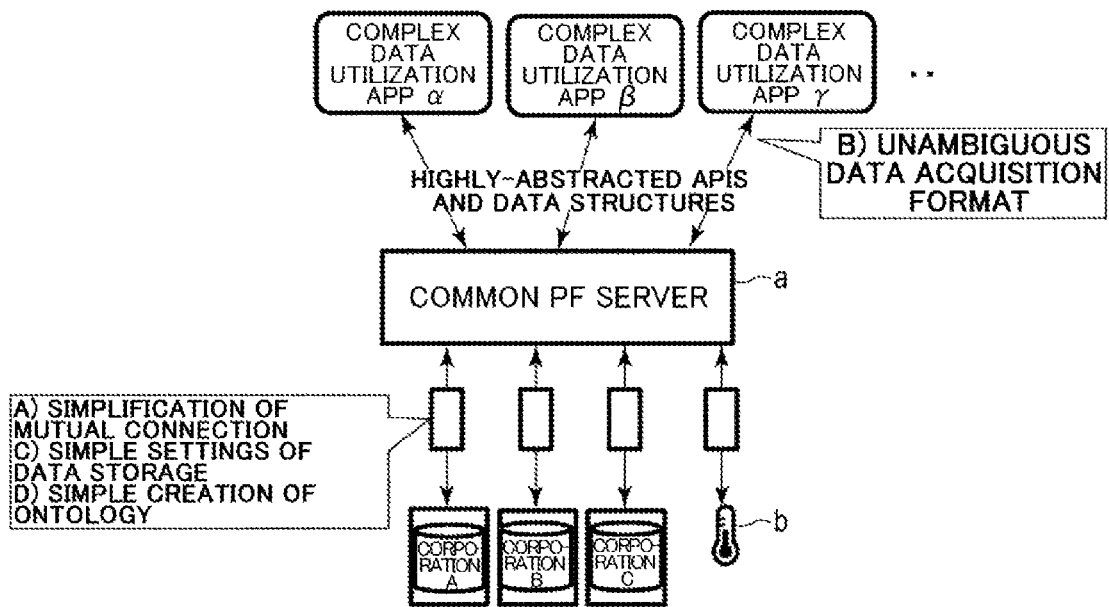 COMPLEX
DATA
UTILIZATION
APP α
COMPLEX
DATA
UTILIZATION
APP β
COMPLEX
DATA
UTILIZATION
APP γ
..
B) UNAMBIGUOUS
DATA ACQUISITION
FORMAT
HIGHLY-ABSTRACTED APIS
AND DATA STRUCTURES
COMMON PF SERVER
a
A) SIMPLIFICATION OF
MUTUAL CONNECTION
C) SIMPLE SETTINGS OF
DATA STORAGE
D) SIMPLE CREATION OF
ONTOLOGY
CORPO-
RATION
A
CORPO-
RATION
B
CORPO-
RATION
C
b